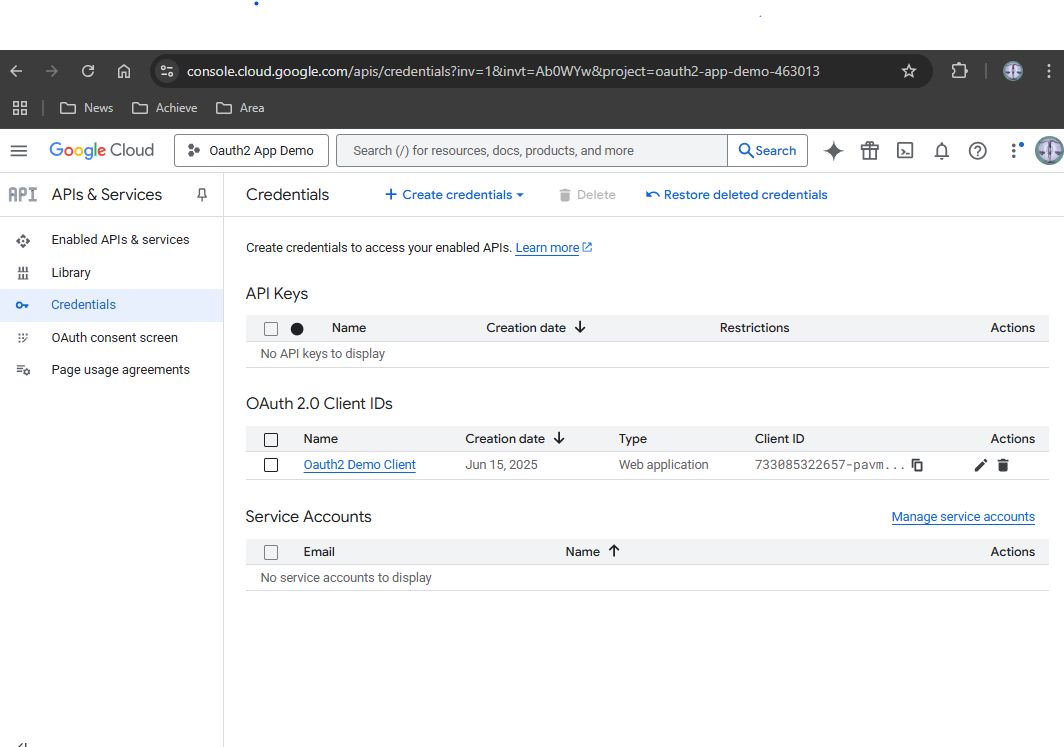 console.cloud.google.com/apis/credentials?inv=1&invt=Ab0WYw&project=oauth2-app-demo-463013
News Achieve Area
Google Cloud Oauth2 App Demo Search (/) for resources, docs, products, and more Search
API APIs & Services Credentials Create credentials Delete Restore deleted credentials
Enabled APIs & services
Library
Credentials
OAuth consent screen
Page usage agreements
Create credentials to access your enabled APIs. Learn more
API Keys
Name Creation date Restrictions Actions
No API keys to display
OAuth 2.0 Client IDs
Name Creation date Type Client ID Actions
Oauth2 Demo Client Jun 15, 2025 Web application 733085322657-pavm...
Service Accounts Manage service accounts
Email Name Actions
No service accounts to display